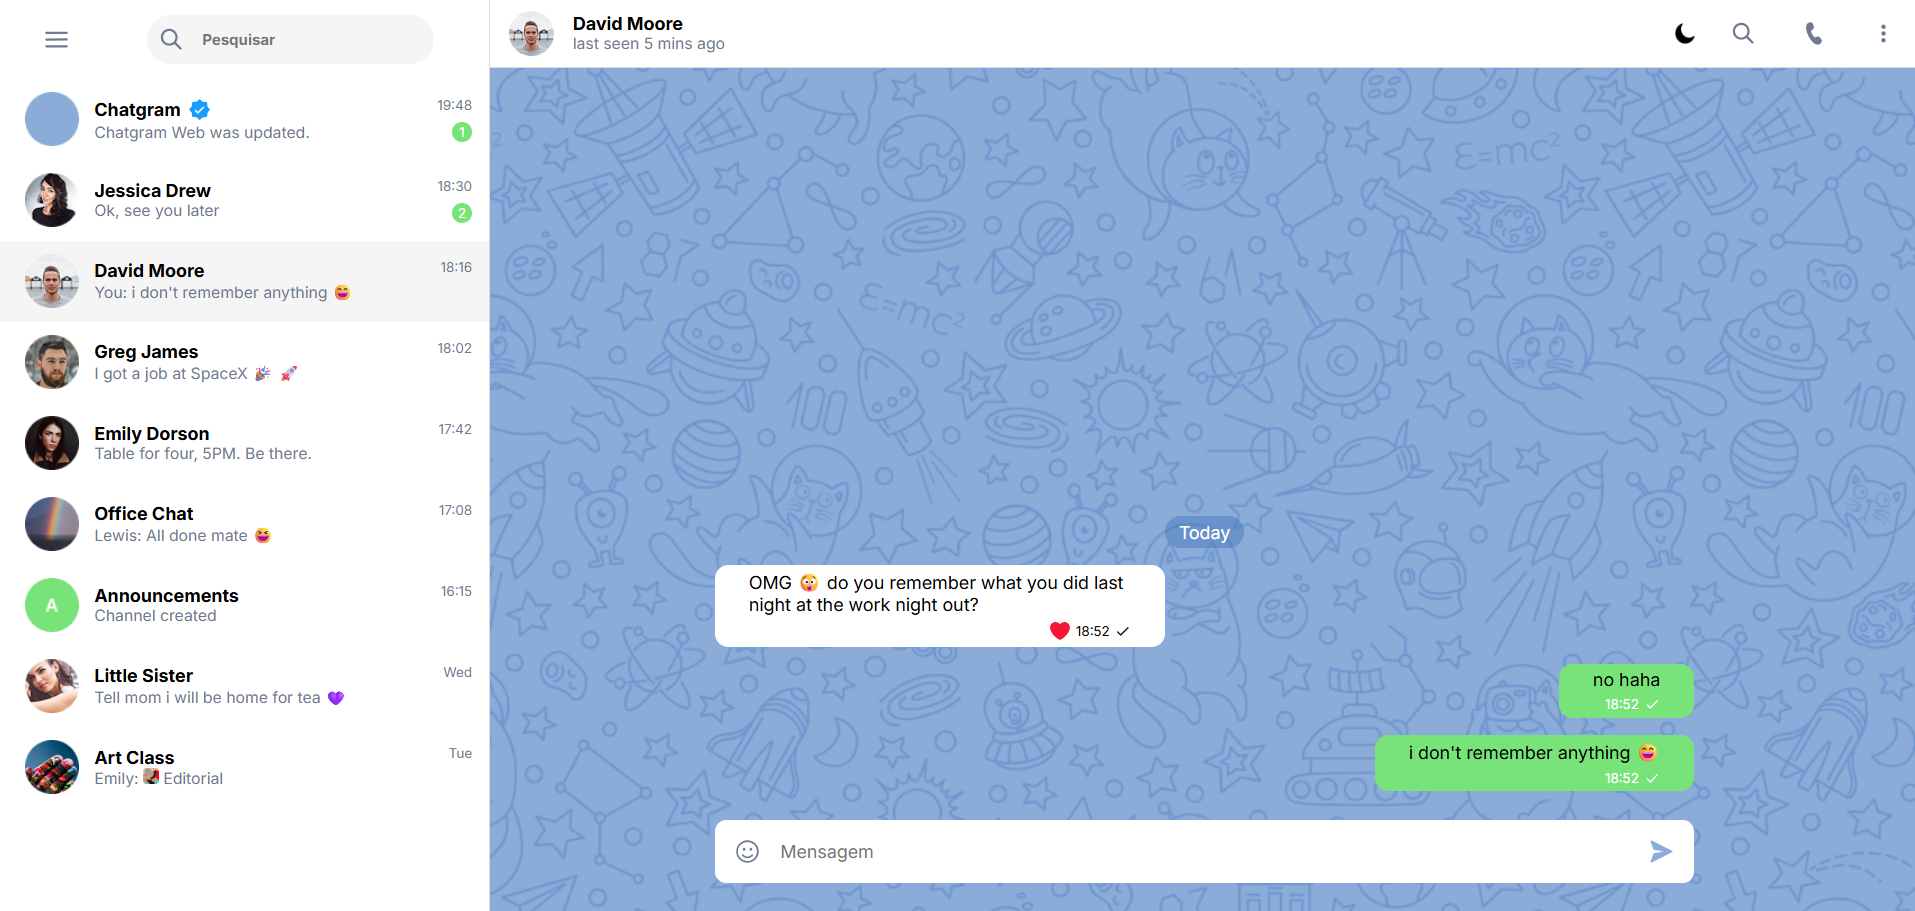 Pesquisar
Chatgram
19:48
Chatgram Web was updated.
1
Jessica Drew
18:30
Ok, see you later
2
David Moore
18:16
You: i don't remember anything 😄
Greg James
18:02
I got a job at SpaceX 🎉 🚀
Emily Dorson
17:42
Table for four, 5PM. Be there.
Office Chat
17:08
Lewis: All done mate 😆
A
Announcements
16:15
Channel created
Little Sister
Wed
Tell mom i will be home for tea 💜
Art Class
Tue
Emily: Editorial
David Moore
last seen 5 mins ago
ε=mc²
ε=mc²
Today
OMG 😲 do you remember what you did last
night at the work night out?
❤️ 18:52 ✓
no haha
18:52 ✓
i don't remember anything 😄
18:52 ✓
Mensagem